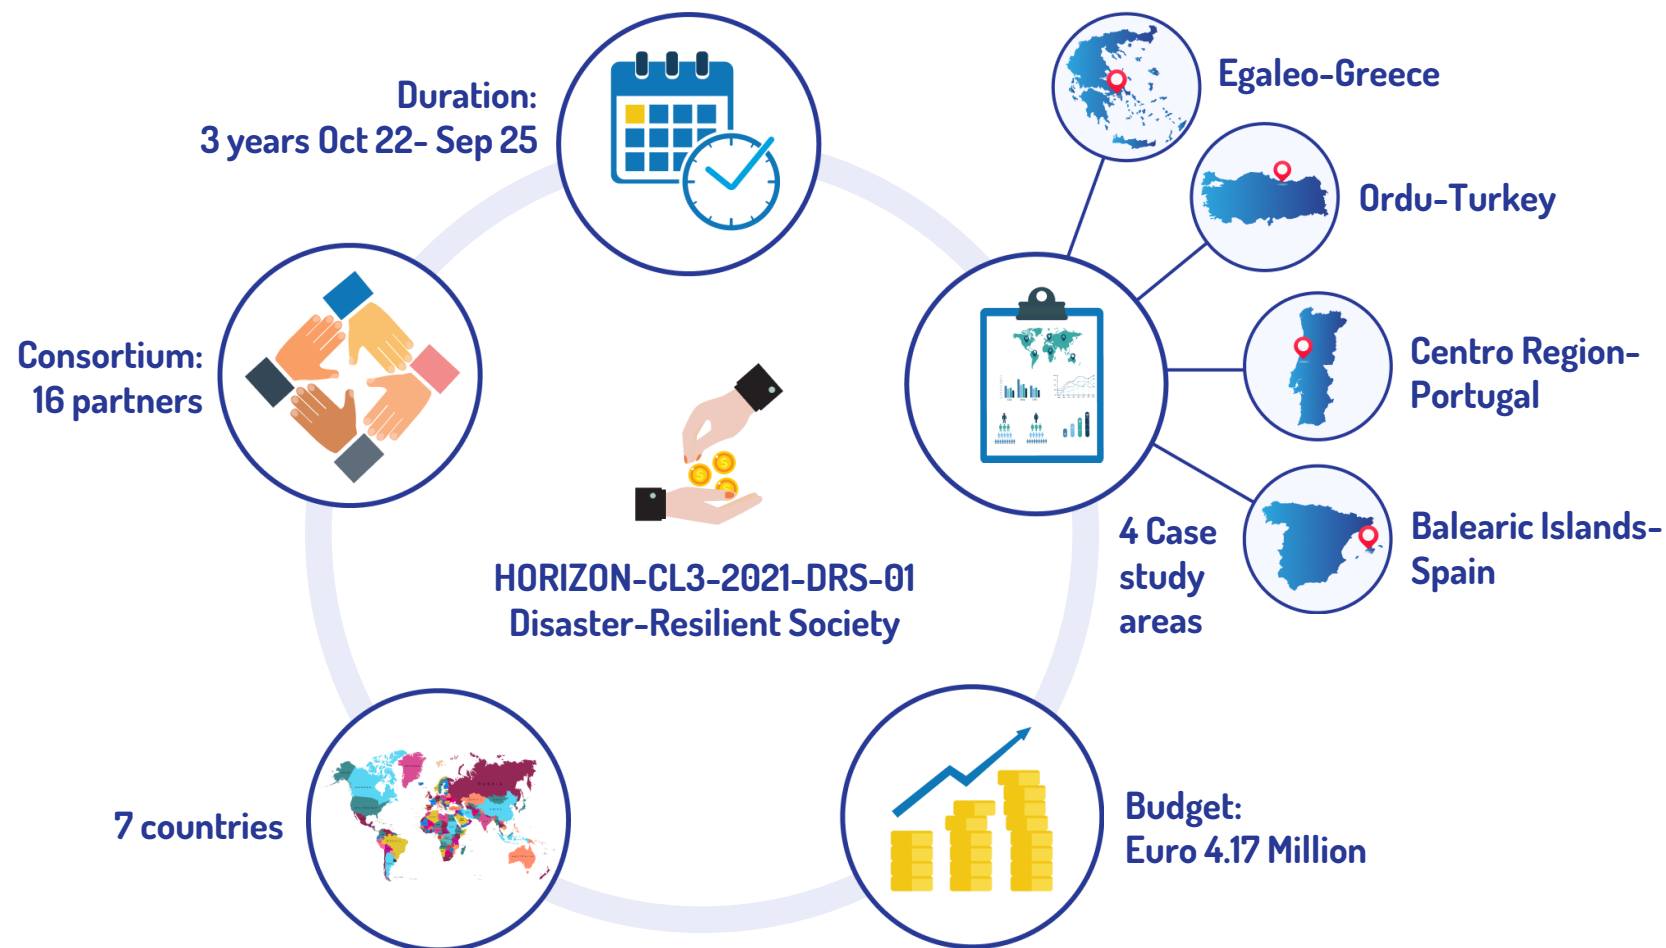 Duration:
3 years Oct 22- Sep 25
Egaleo-Greece
Ordu-Turkey
Consortium:
16 partners
Centro Region-
Portugal
4 Case
study
areas
Balearic Islands-
Spain
HORIZON-CL3-2021-DRS-01
Disaster-Resilient Society
7 countries
Budget:
Euro 4.17 Million